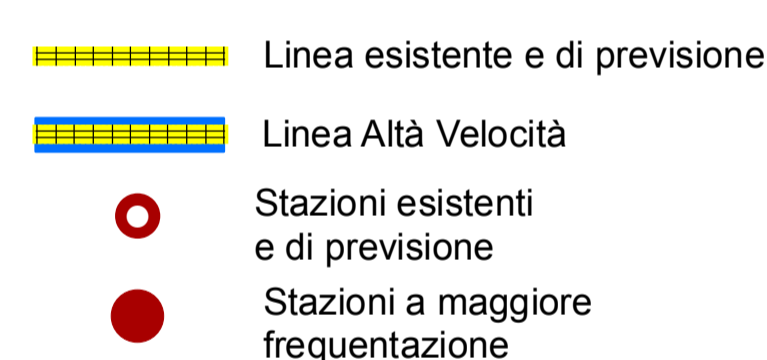 Linea esistente e di previsione
Linea Altà Velocità
Stazioni esistenti
e di previsione
Stazioni a maggiore
frequentazione